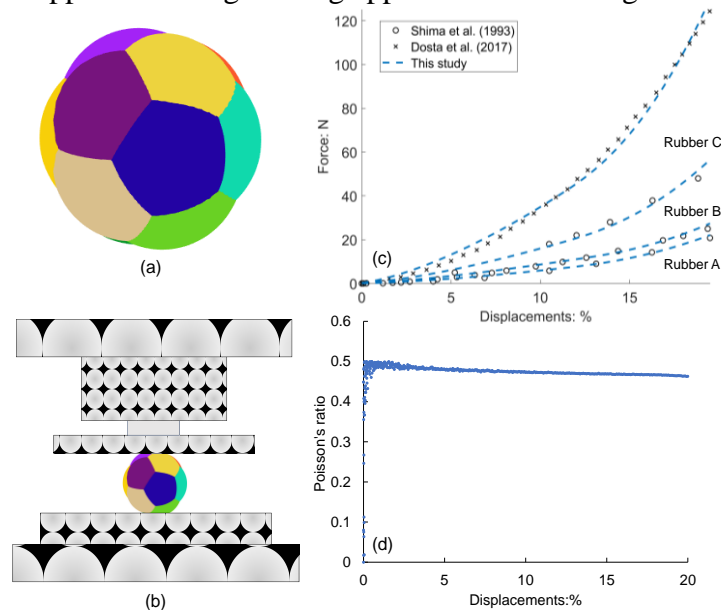 (a)
(b)
125
100
80
60
40
20
0
Force: N
Shima et al. (1993)
Dosta et al. (2017)
This study
Rubber C
Rubber B
Rubber A
(c)
5
10
15
Displacements: %
0.6
0.5
0.4
0.3
0.2
0.1
0
Poisson's ratio
(d)
0
5
10
15
20
Displacements:%